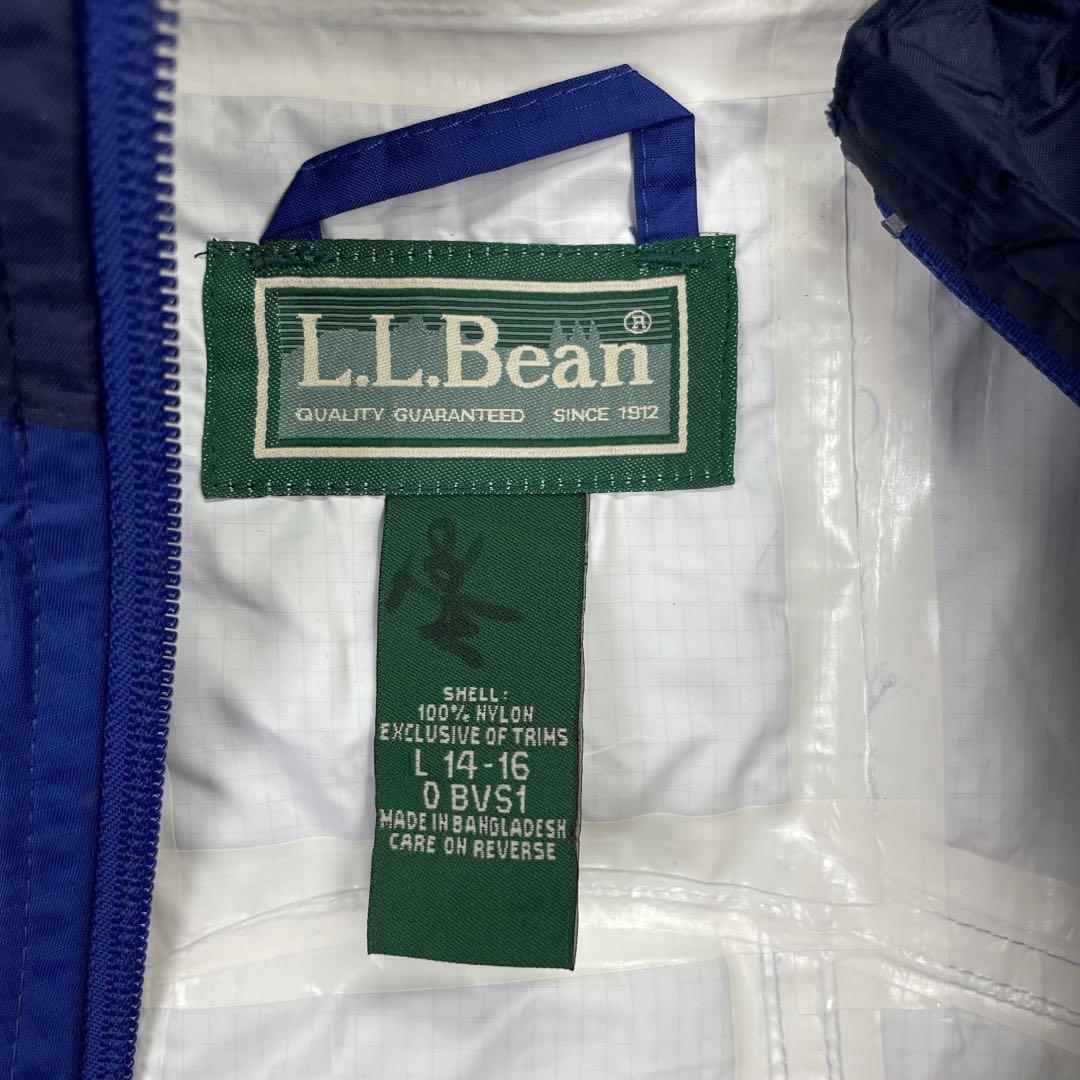 L.L.Bean®
QUALITY GUARANTEED SINCE 1912
SHELL:
100% NYLON
EXCLUSIVE OF TRIMS
L 14-16
0 BVS1
MADE IN BANGLADESH
CARE ON REVERSE